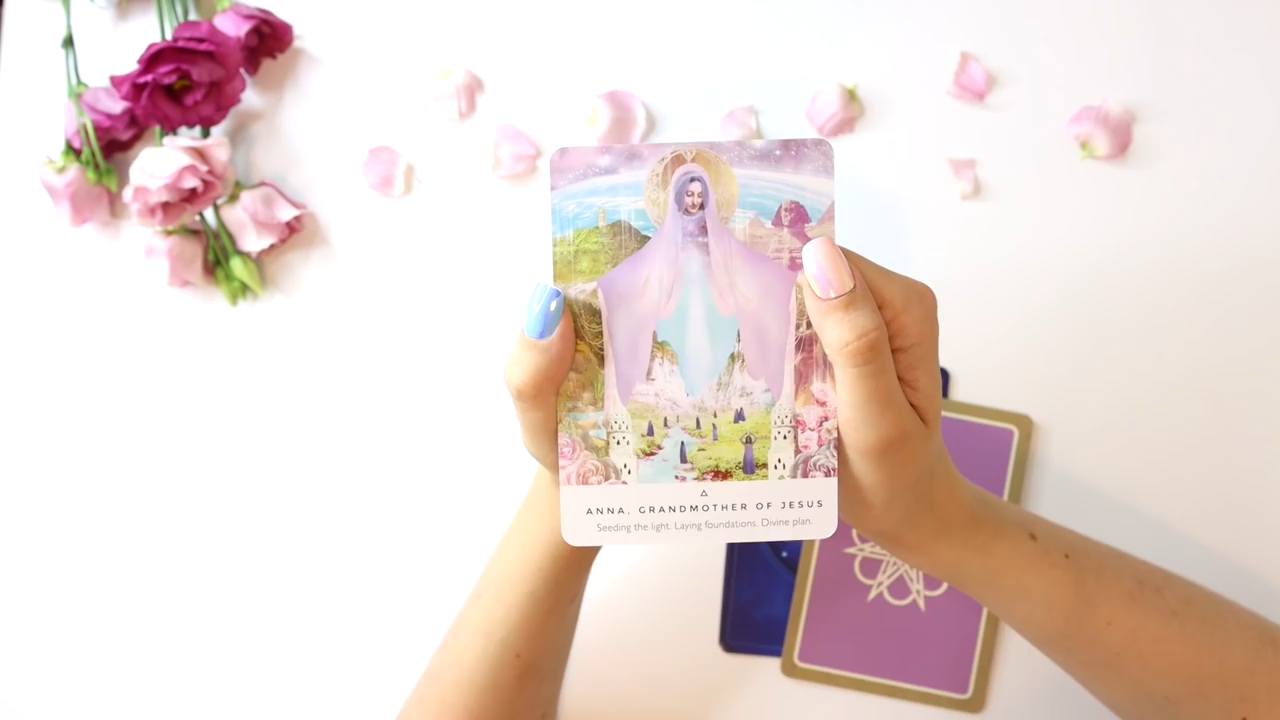 ANNA, GRANDMOTHER OF JESUS
Seeding the light. Laying foundations. Divine plan.